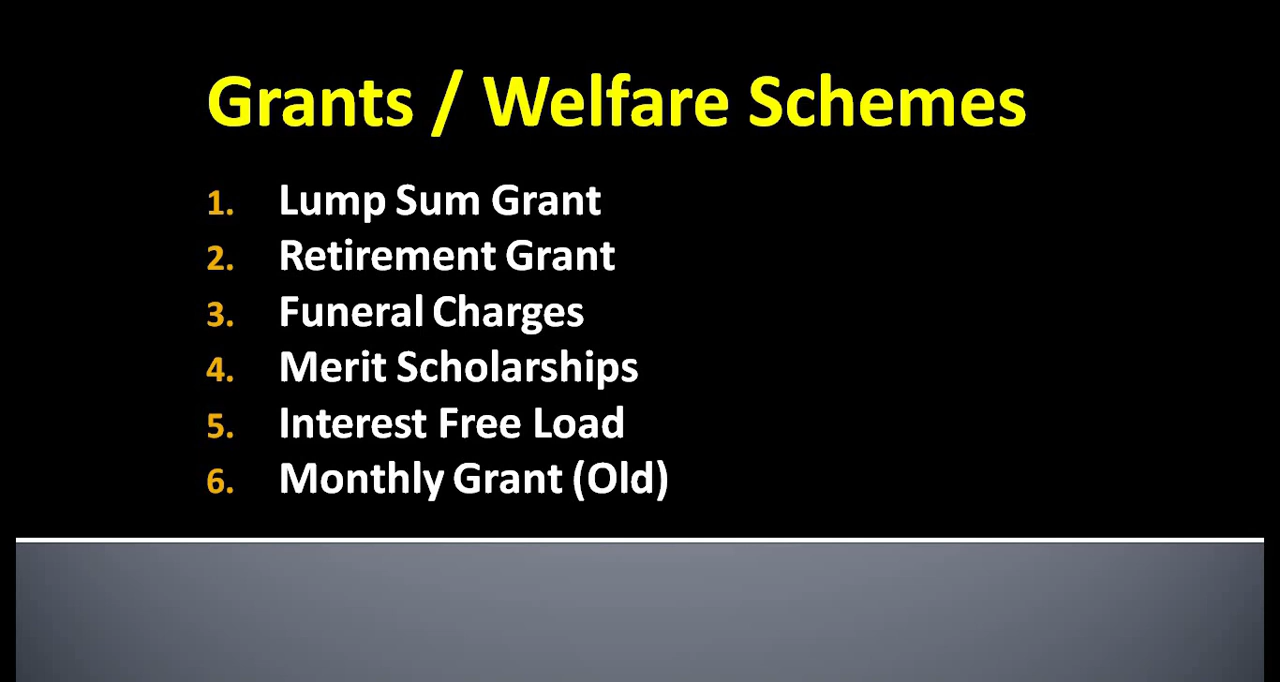 Grants / Welfare Schemes
1. Lump Sum Grant
2. Retirement Grant
3. Funeral Charges
4. Merit Scholarships
5. Interest Free Load
6. Monthly Grant (Old)